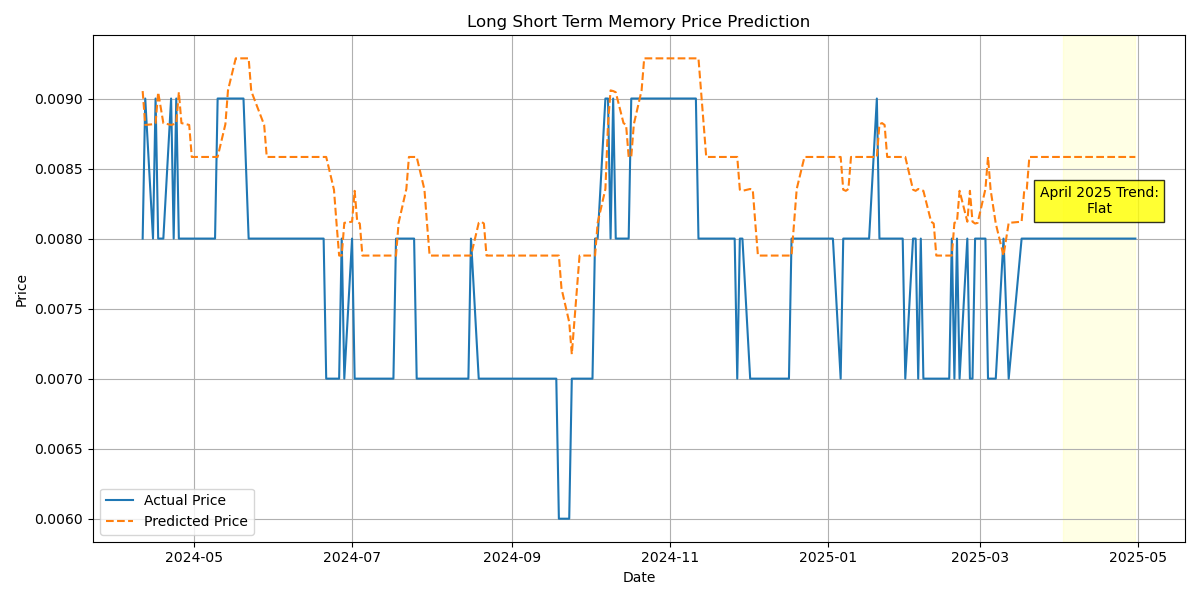 Long Short Term Memory Price Prediction
Price
0.0090
0.0085
0.0080
0.0075
0.0070
0.0065
0.0060
April 2025 Trend:
Flat
Actual Price
Predicted Price
2024-05
2024-07
2024-09
2024-11
2025-01
2025-03
2025-05
Date